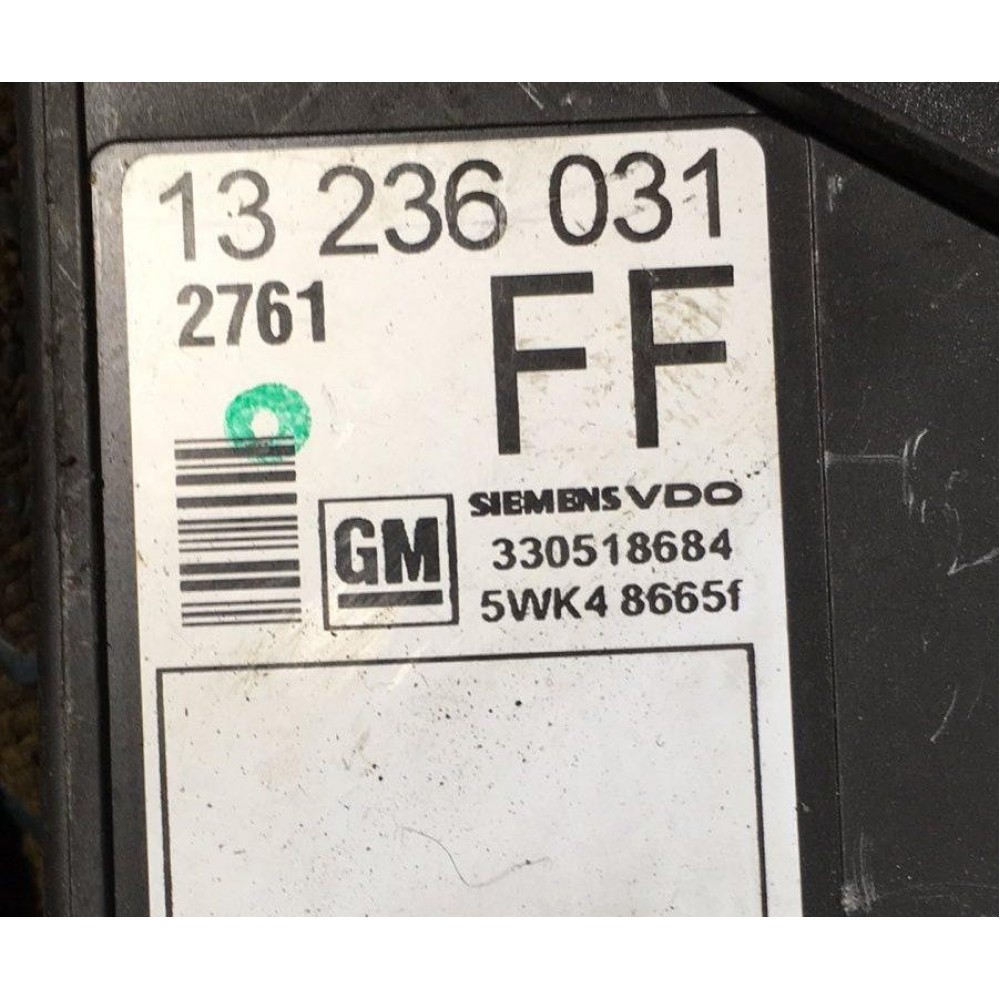 13 236 031
2761
FF
GM
SIEMENS VDO
330518684
5WK4 8665f